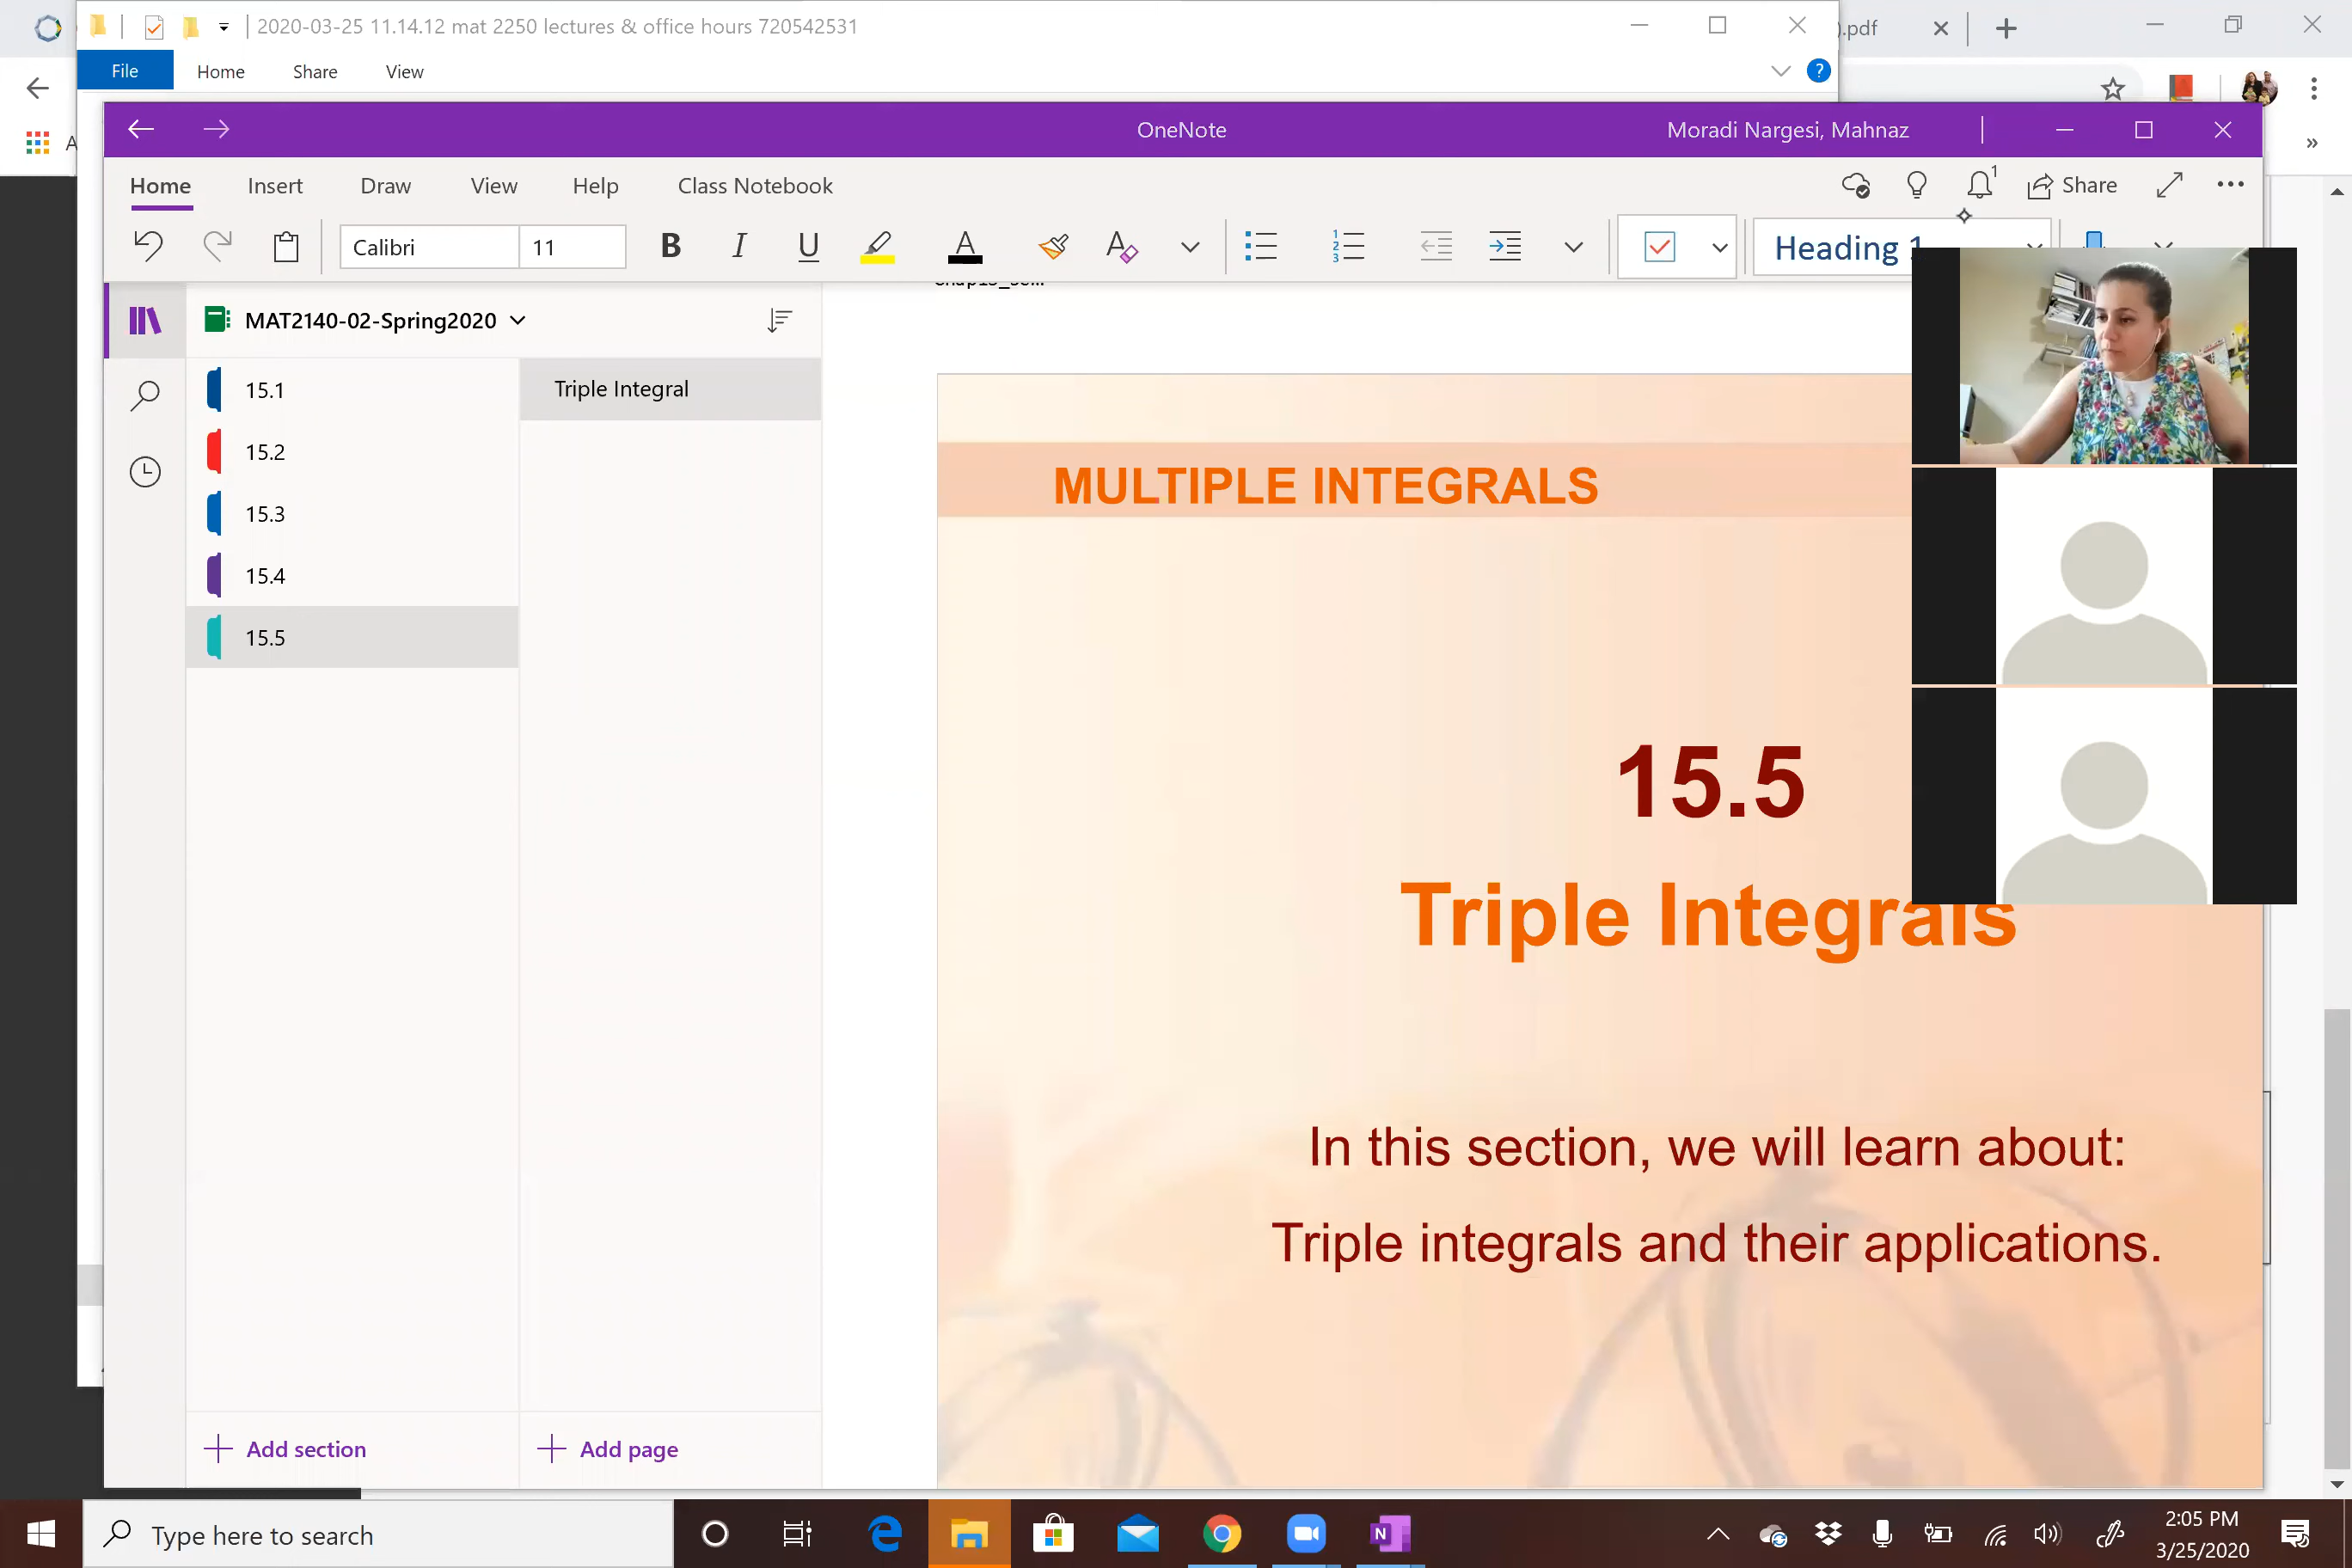 2020-03-25 11.14.12 mat 2250 lectures & office hours 720542531
).pdf
File Home Share View
?
A
OneNote
Moradi Nargesi, Mahnaz
Home Insert Draw View Help Class Notebook
1
Share
Calibri 11 B I U A A Heading 1
MAT2140-02-Spring2020
15.1
15.2
15.3
15.4
15.5
Triple Integral
MULTIPLE INTEGRALS
15.5
Triple Integrals
In this section, we will learn about:
Triple integrals and their applications.
Add section
Add page
Type here to search
2:05 PM
3/25/2020